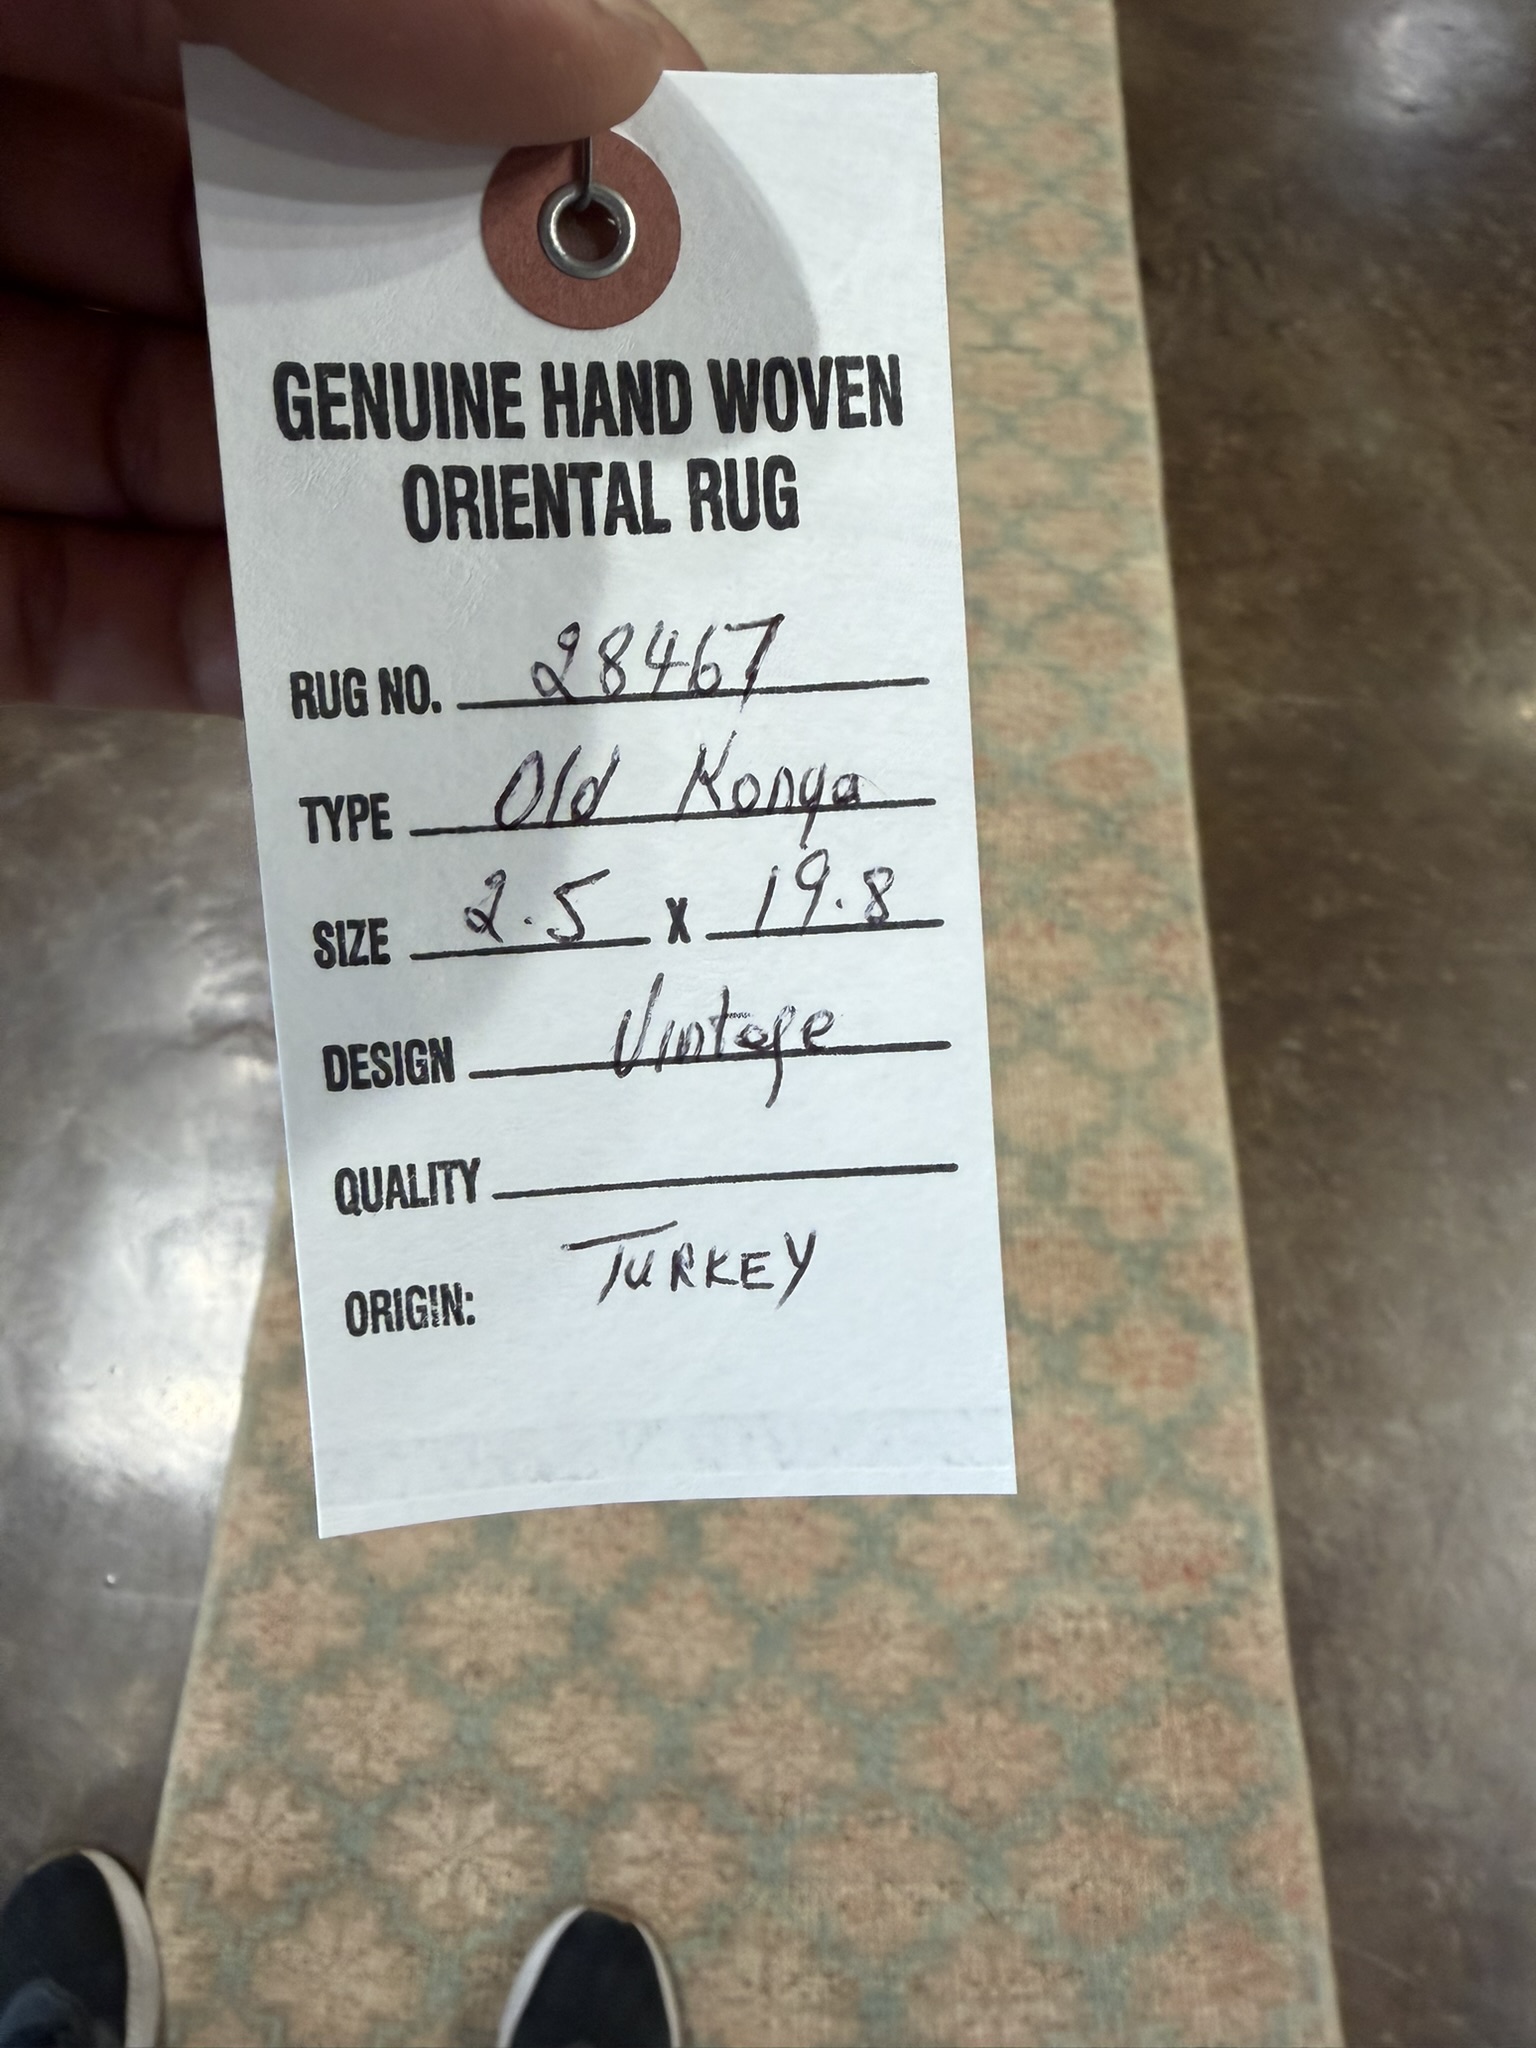 GENUINE HAND WOVEN
ORIENTAL RUG
RUG NO. 28467
TYPE Old Konya
SIZE 2.5 X 19.8
DESIGN Vintage
QUALITY
ORIGIN: TURKEY